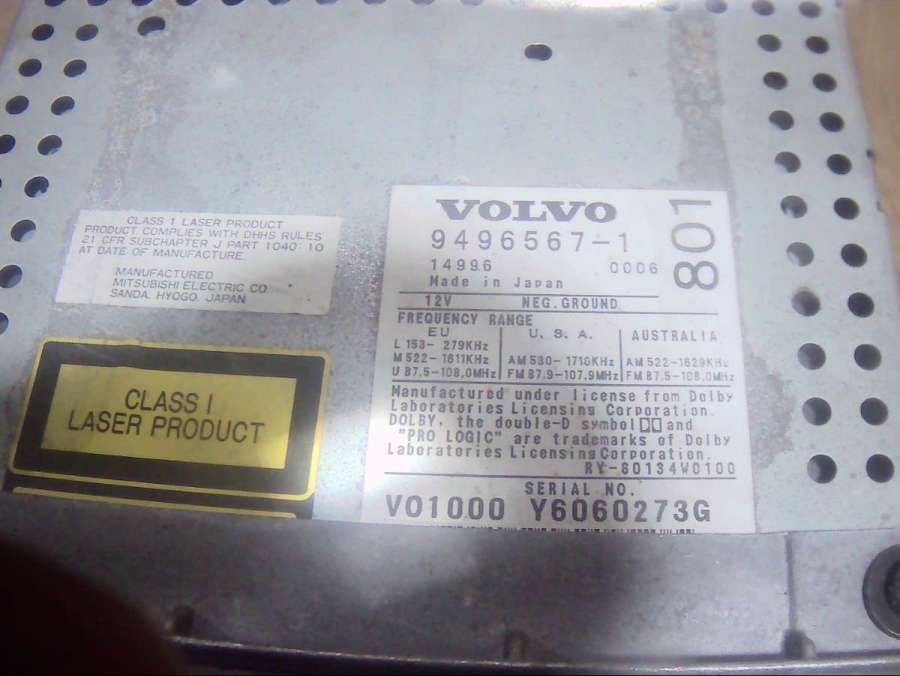 CLASS 1 LASER PRODUCT
PRODUCT COMPLIES WITH DHHS RULES
21 CFR SUBCHAPTER J PART 1040:10
AT DATE OF MANUFACTURE.
MANUFACTURED
MITSUBISHI ELECTRIC CO
SANDA, HYOGO, JAPAN
CLASS I
LASER PRODUCT
VOLVO
801
9496567-1
14996 0006
Made in Japan
12V NEG.GROUND
FREQUENCY RANGE
EU U.S.A. AUSTRALIA
L 153- 279KHz
M 522-1611KHz AM 530-1710KHz AM 522-1629KHz
U 87.5-108.0MHz FM 87.9-107.9MHz FM 87.5-108.0MHz
Manufactured under license from Dolby
Laboratories Licensing Corporation.
DOLBY, the double-D symbol and
"PRO LOGIC" are trademarks of Dolby
Laboratories Licensing Corporation.
RY-80134W0100
SERIAL NO.
V01000 Y6060273G